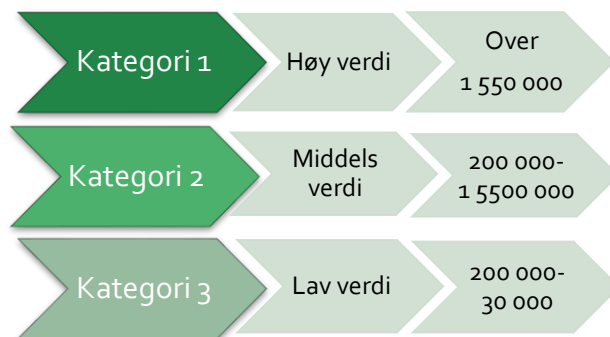 Kategori 1
Høy verdi
Over
1 550 000
Kategori 2
Middels
verdi
200 000-
1 5500 000
Kategori 3
Lav verdi
200 000-
30 000